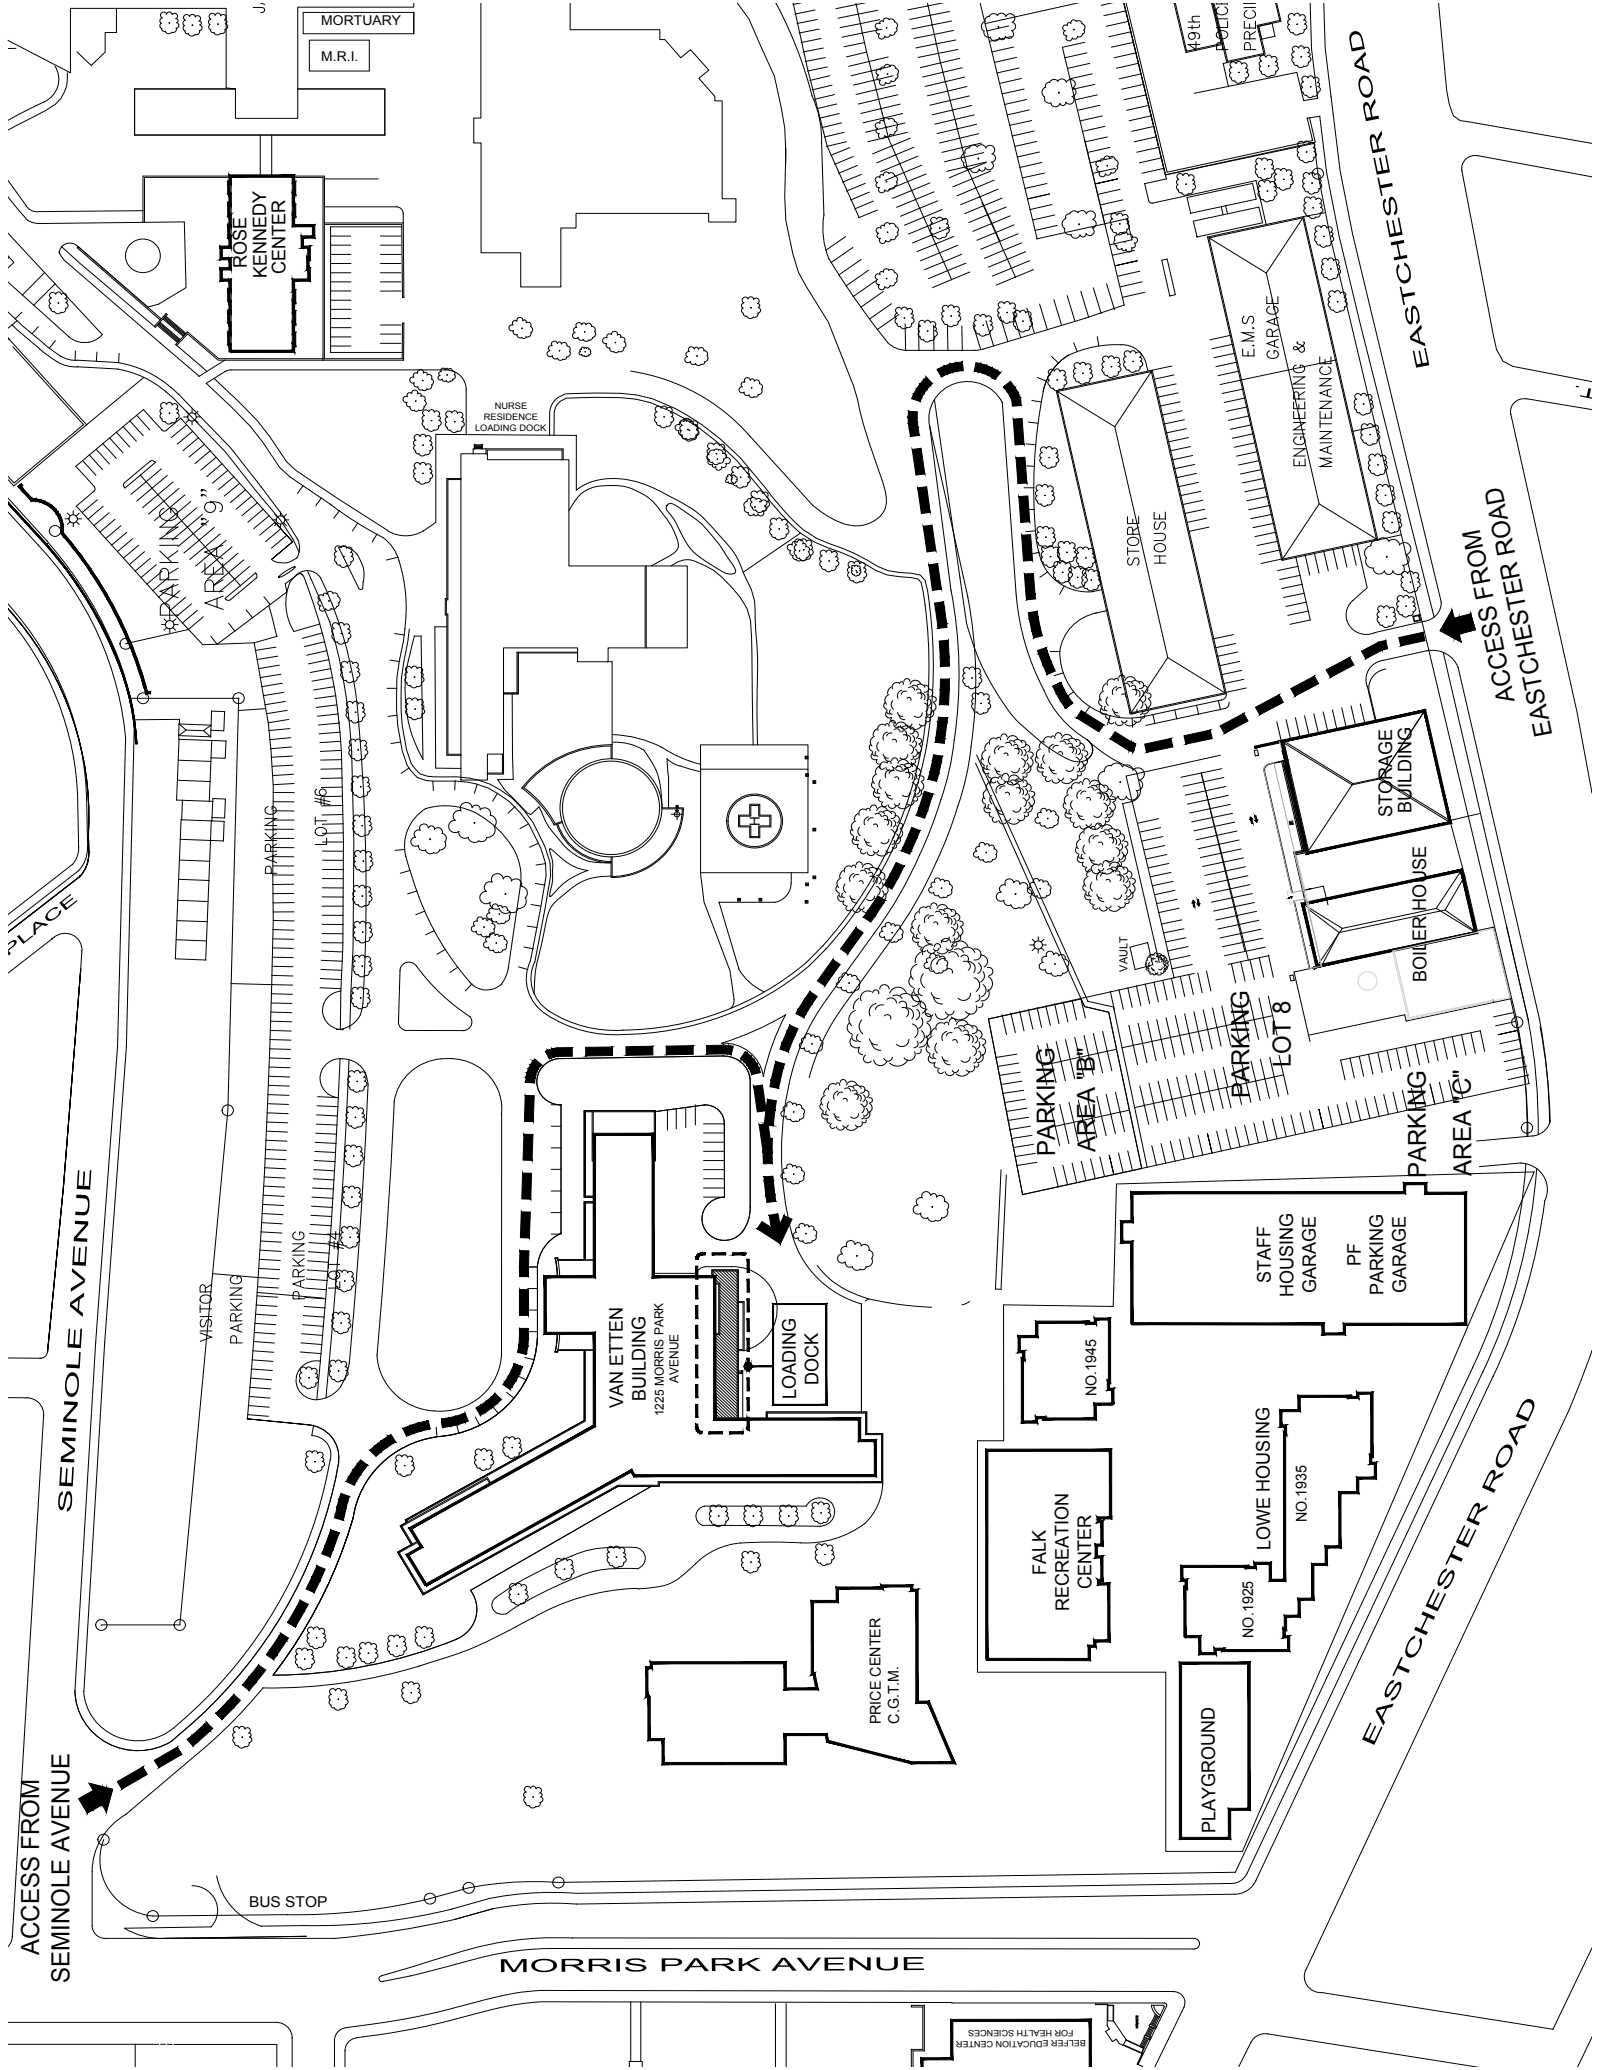 MORTUARY
M.R.I.
49th
POLICE
PRECI
EASTCHESTER ROAD
ROSE
KENNEDY
CENTER
E.M.S
GARAGE
ENGINEERING &
MAINTENANCE
NURSE
RESIDENCE
LOADING DOCK
PARKING
AREA "9"
STORE
HOUSE
ACCESS FROM
EASTCHESTER ROAD
PLACE
PARKING
LOT #6
STORAGE
BUILDING
BOILER HOUSE
VAULT
PARKING
AREA "B"
PARKING
LOT 8
PARKING
AREA "C"
SEMINOLE AVENUE
VISITOR
PARKING
PARKING
LOT #4
VAN ETTEN
BUILDING
1225 MORRIS PARK
AVENUE
LOADING
DOCK
STAFF
HOUSING
GARAGE
PF
PARKING
GARAGE
NO.1945
FALK
RECREATION
CENTER
LOWE HOUSING
NO.1935
NO.1925
EASTCHESTER ROAD
PRICE CENTER
C.G.T.M.
PLAYGROUND
ACCESS FROM
SEMINOLE AVENUE
BUS STOP
MORRIS PARK AVENUE
BELFER EDUCATION CENTER
FOR HEALTH SCIENCES